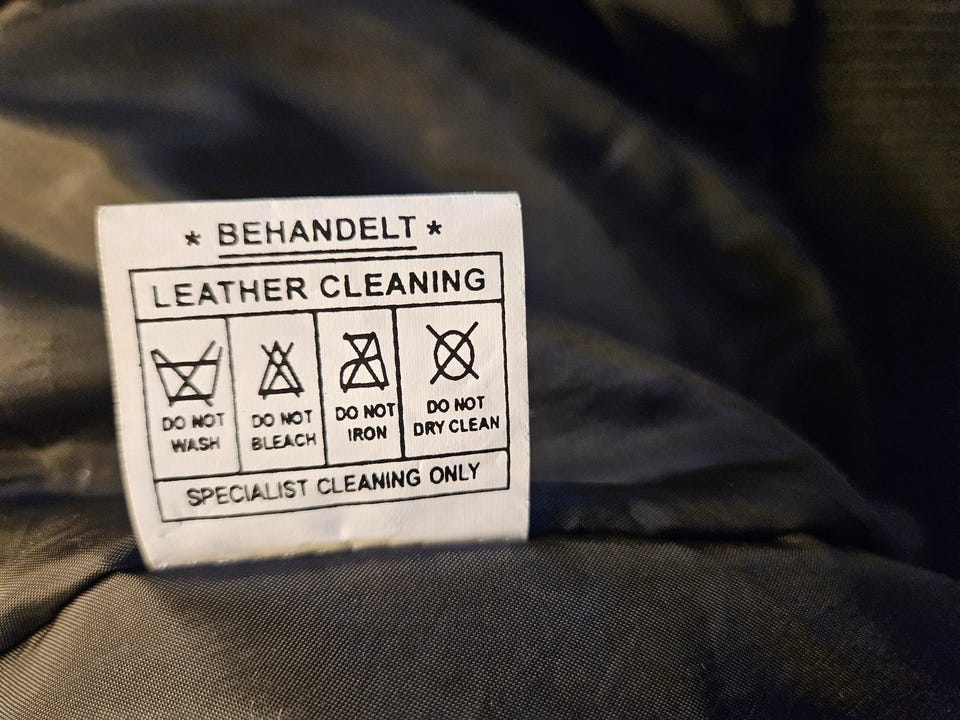 * BEHANDELT *
LEATHER CLEANING
DO NOT
WASH
DO NOT
BLEACH
DO NOT
IRON
DO NOT
DRY CLEAN
SPECIALIST CLEANING ONLY